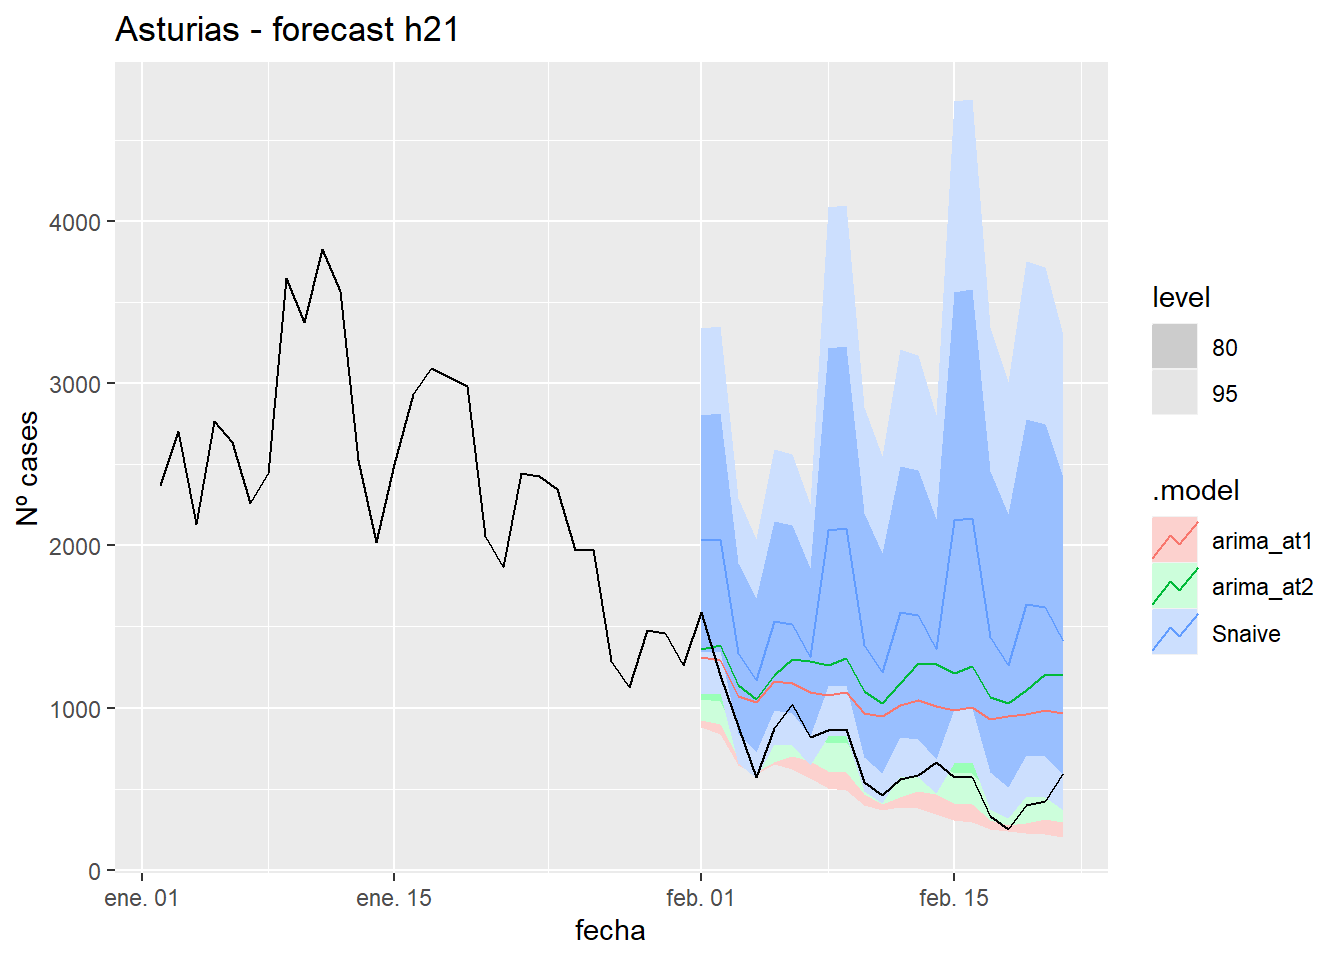 Asturias - forecast h21
Nº cases
4000
3000
2000
1000
0
ene. 01
ene. 15
feb. 01
feb. 15
fecha
level
80
95
.model
arima_at1
arima_at2
Snaive